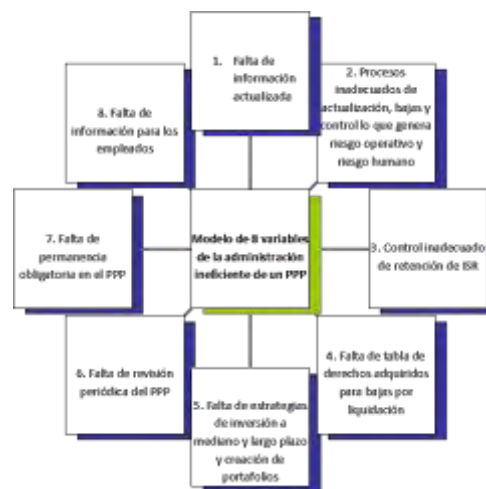 1. Falta de
información
actualizada
2. Procesos
inadecuados de
actualización, bajas y
control lo que genera
riesgo operativo y
riesgo humano
3. Control inadecuado
de retención de ISR
4. Falta de tabla de
derechos adquiridos
para bajas por
liquidación
5. Falta de estrategias
de inversión a
mediano y largo plazo
y creación de
portafolios
6. Falta de revisión
periódica del PPP
7. Falta de
permanencia
obligatoria en el PPP
8. Falta de
información para los
empleados
Modelo de 8 variables
de la administración
ineficiente de un PPP